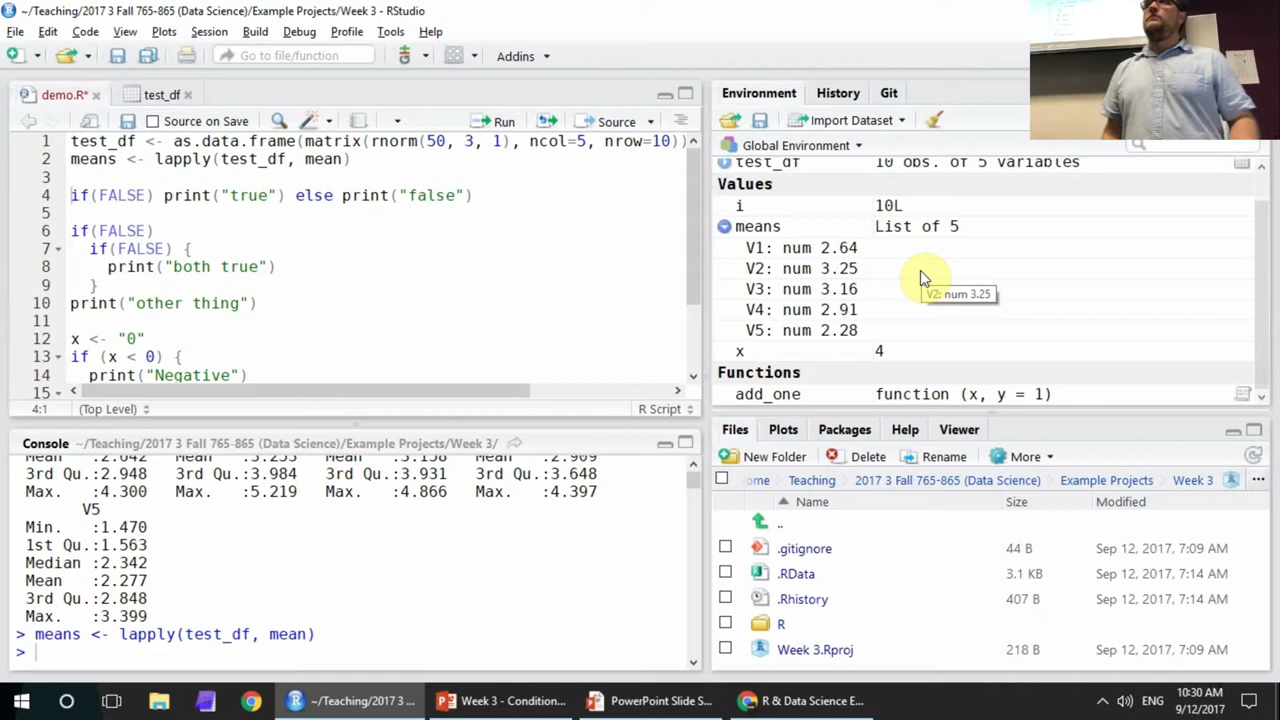 ~/Teaching/2017 3 Fall 765-865 (Data Science)/Example Projects/Week 3 - RStudio
File Edit Code View Plots Session Build Debug Profile Tools Help
Go to file/function Addins
demo.R* test_df
Source on Save Run Source
1 test_df <- as.data.frame(matrix(rnorm(50, 3, 1), ncol=5, nrow=10))
2 means <- lapply(test_df, mean)
3
4 if(FALSE) print("true") else print("false")
5
6 if(FALSE)
7 if(FALSE) {
8 print("both true")
9 }
10 print("other thing")
11
12 x <- "0"
13 if (x < 0) {
14 print("Negative")
15
4:1 (Top Level) R Script
Console ~/Teaching/2017 3 Fall 765-865 (Data Science)/Example Projects/Week 3/
Mean :2.642 Mean :3.253 Mean :3.158 Mean :2.909
3rd Qu.:2.948 3rd Qu.:3.984 3rd Qu.:3.931 3rd Qu.:3.648
Max. :4.300 Max. :5.219 Max. :4.866 Max. :4.397
V5
Min. :1.470
1st Qu.:1.563
Median :2.342
Mean :2.277
3rd Qu.:2.848
Max. :3.399
> means <- lapply(test_df, mean)
>
Environment History Git
Import Dataset
Global Environment
test_df 10 obs. of 5 variables
Values
i 10L
means List of 5
V1: num 2.64
V2: num 3.25
V2: num 3.25
V3: num 3.16
V4: num 2.91
V5: num 2.28
x 4
Functions
add_one function (x, y = 1)
Files Plots Packages Help Viewer
New Folder Delete Rename More
ome Teaching 2017 3 Fall 765-865 (Data Science) Example Projects Week 3 ...
Name Size Modified
..
.gitignore 44 B Sep 12, 2017, 7:09 AM
.RData 3.1 KB Sep 12, 2017, 7:14 AM
.Rhistory 407 B Sep 12, 2017, 7:14 AM
R
Week 3.Rproj 218 B Sep 12, 2017, 7:09 AM
~/Teaching/2017 3 ... Week 3 - Condition... PowerPoint Slide S... R & Data Science E... ENG 10:30 AM
9/12/2017